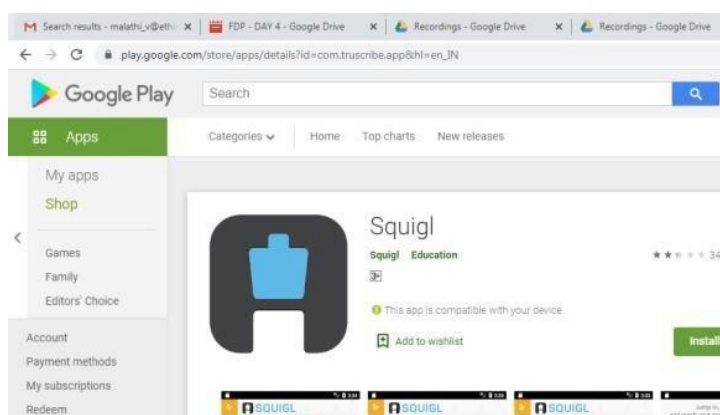 Search results - malathi_v@ethi
FDP - DAY 4 - Google Drive
Recordings - Google Drive
Recordings - Google Drive
play.google.com/store/apps/details?id=com.truscribe.app&hl=en_IN
Google Play
Search
Apps
Categories
Home
Top charts
New releases
My apps
Shop
Games
Family
Editors' Choice
Account
Payment methods
My subscriptions
Redeem
Squigl
Squigl Education
34
3+
This app is compatible with your device.
Add to wishlist
Install
SQUIGL
SQUIGL
SQUIGL